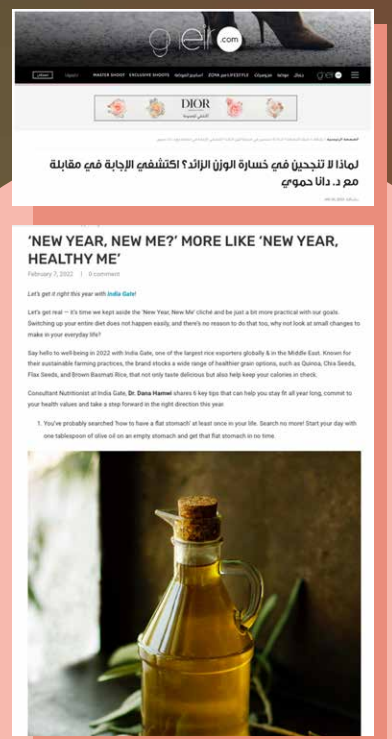 gheir.com
MASTER SHOOT EXCLUSIVE SHOOTS
DIOR
لماذا لا تنجحين في خسارة الوزن الزائد؟ اكتشفي الإجابة في مقابلة
مع د. دانا حموي
‘NEW YEAR, NEW ME?’ MORE LIKE ‘NEW YEAR,
HEALTHY ME’
February 7, 2022 | 0 comment
Let's get it right this year with India Gate!
Let's get real — it's time we kept aside the 'New Year, New Me' cliché and be just a bit more practical with our goals.
Switching up your entire diet does not happen easily, and there's no reason to do that too, why not look at small changes to
make in your everyday life?
Say hello to well-being in 2022 with India Gate, one of the largest rice exporters globally & in the Middle East. Known for
their sustainable farming practices, the brand stocks a wide range of healthier grain options, such as Quinoa, Chia Seeds,
Flax Seeds, and Brown Basmati Rice, that not only taste delicious but also help keep your calories in check.
Consultant Nutritionist at India Gate, Dr. Dana Hamwi shares 6 key tips that can help you stay fit all year long, commit to
your health values and take a step forward in the right direction this year.
1. You've probably searched 'how to have a flat stomach' at least once in your life. Search no more! Start your day with
one tablespoon of olive oil on an empty stomach and get that flat stomach in no time.